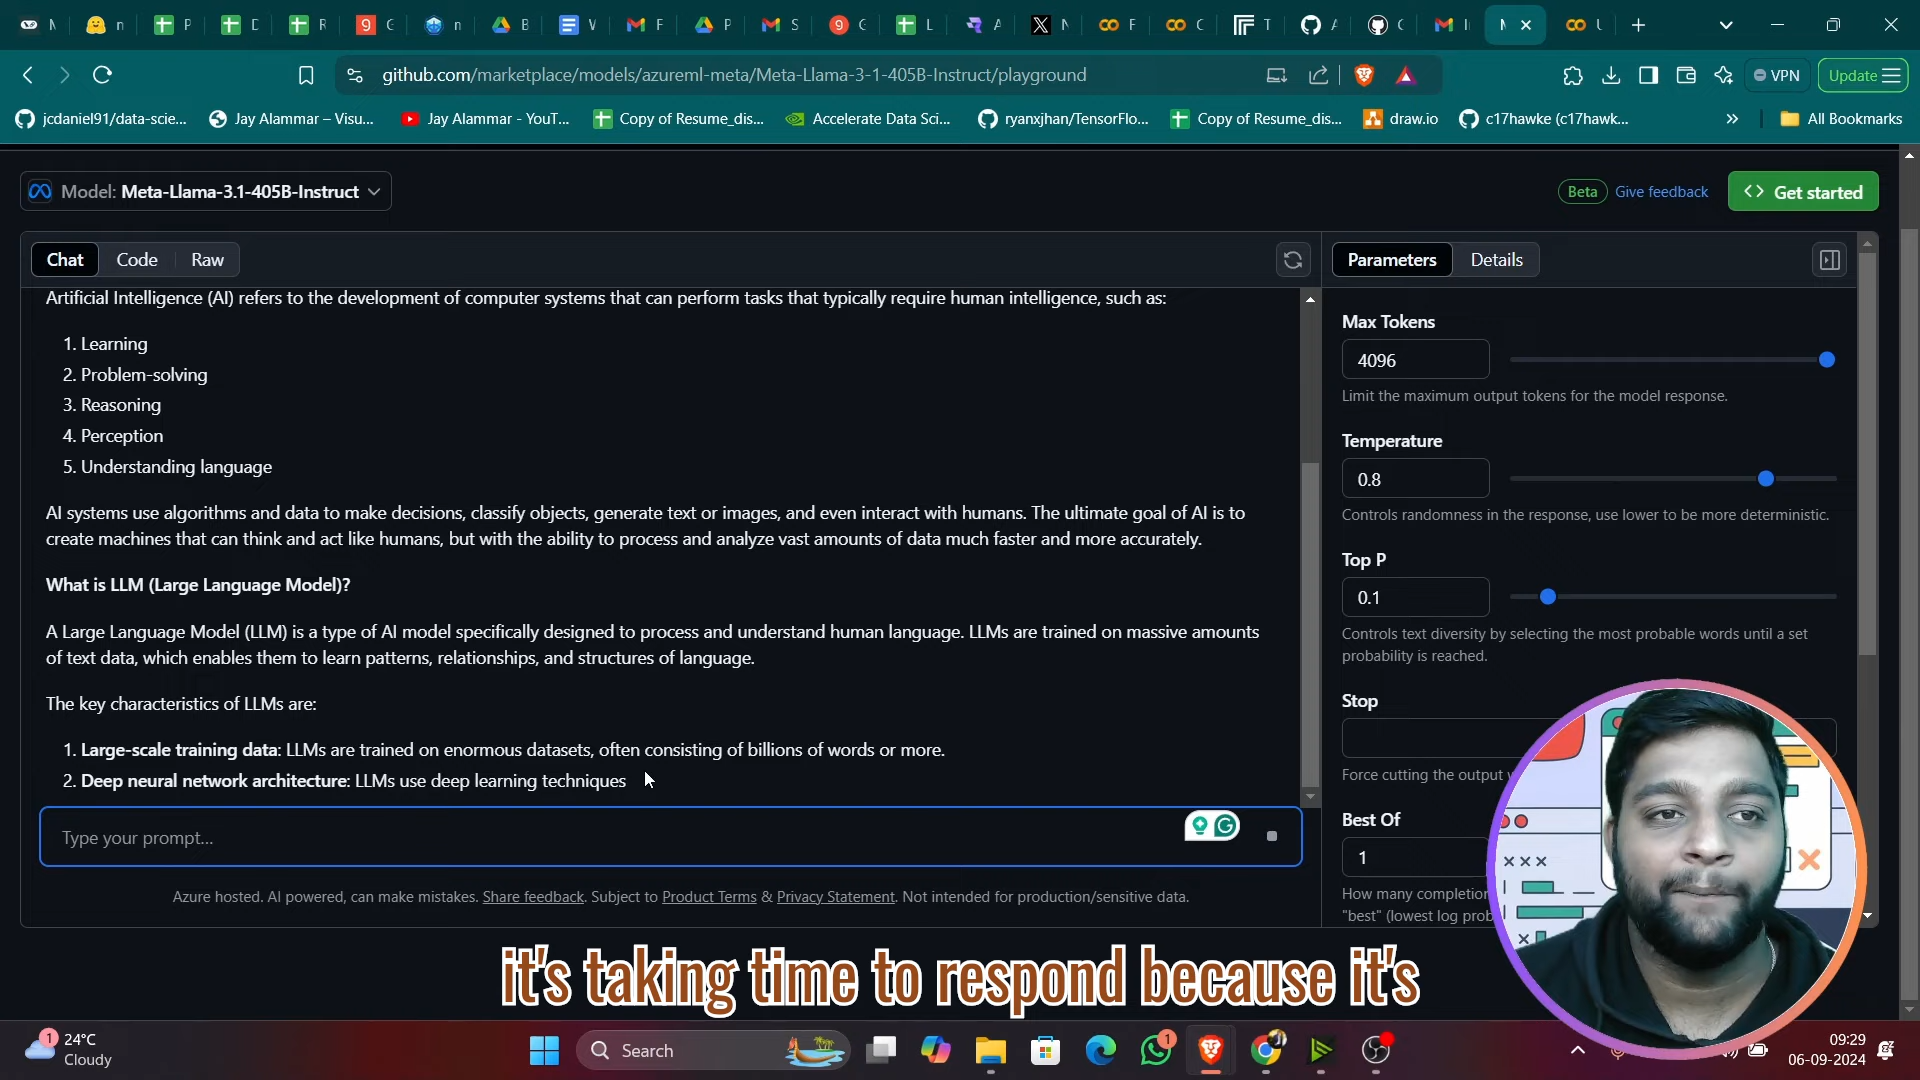 github.com/marketplace/models/azureml-meta/Meta-Llama-3-1-405B-Instruct/playground
VPN
Update
jcdaniel91/data-scie...
Jay Alammar – Visu...
Jay Alammar - YouT...
Copy of Resume_dis...
Accelerate Data Sci...
ryanxjhan/TensorFlo...
Copy of Resume_dis...
draw.io
c17hawke (c17hawk...
All Bookmarks
Model: Meta-Llama-3.1-405B-Instruct
Beta
Give feedback
Get started
Chat
Code
Raw
Parameters
Details
Artificial Intelligence (AI) refers to the development of computer systems that can perform tasks that typically require human intelligence, such as:
1. Learning
2. Problem-solving
3. Reasoning
4. Perception
5. Understanding language
AI systems use algorithms and data to make decisions, classify objects, generate text or images, and even interact with humans. The ultimate goal of AI is to
create machines that can think and act like humans, but with the ability to process and analyze vast amounts of data much faster and more accurately.
What is LLM (Large Language Model)?
A Large Language Model (LLM) is a type of AI model specifically designed to process and understand human language. LLMs are trained on massive amounts
of text data, which enables them to learn patterns, relationships, and structures of language.
The key characteristics of LLMs are:
1. Large-scale training data: LLMs are trained on enormous datasets, often consisting of billions of words or more.
2. Deep neural network architecture: LLMs use deep learning techniques
Type your prompt...
Azure hosted. AI powered, can make mistakes. Share feedback. Subject to Product Terms & Privacy Statement. Not intended for production/sensitive data.
Max Tokens
4096
Limit the maximum output tokens for the model response.
Temperature
0.8
Controls randomness in the response, use lower to be more deterministic.
Top P
0.1
Controls text diversity by selecting the most probable words until a set
probability is reached.
Stop
Force cutting the output
Best Of
1
How many completion
"best" (lowest log prob
it's taking time to respond because it's
1
24°C
Cloudy
Search
1
09:29
06-09-2024